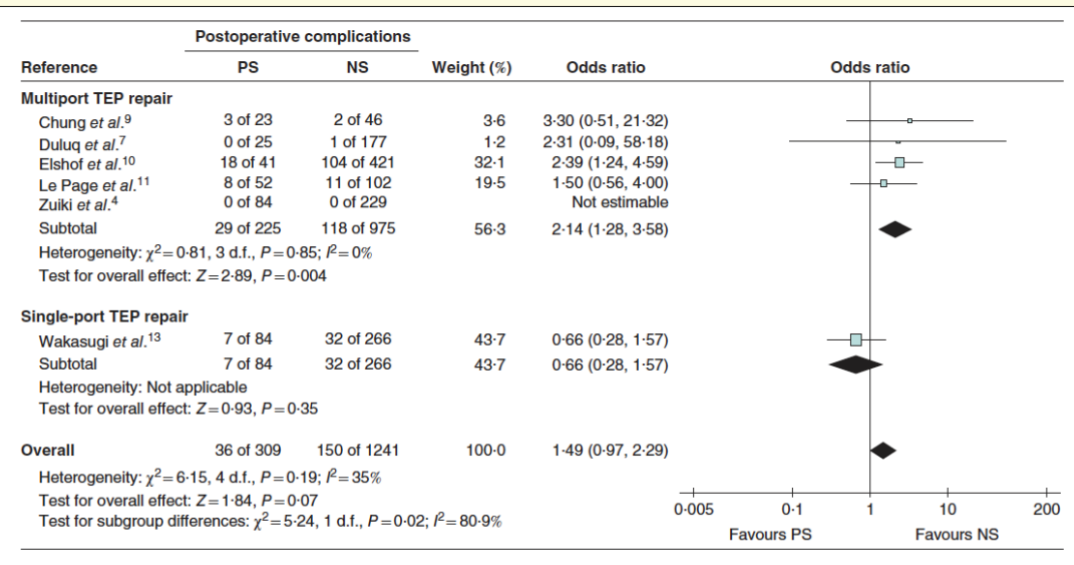 Postoperative complications
Reference PS NS Weight (%) Odds ratio Odds ratio
Multiport TEP repair
Chung et al.⁹ 3 of 23 2 of 46 3·6 3·30 (0·51, 21·32)
Duluq et al.⁷ 0 of 25 1 of 177 1·2 2·31 (0·09, 58·18)
Elshof et al.¹⁰ 18 of 41 104 of 421 32·1 2·39 (1·24, 4·59)
Le Page et al.¹¹ 8 of 52 11 of 102 19·5 1·50 (0·56, 4·00)
Zuiki et al.⁴ 0 of 84 0 of 229 Not estimable
Subtotal 29 of 225 118 of 975 56·3 2·14 (1·28, 3·58)
Heterogeneity: χ²=0·81, 3 d.f., P=0·85; I²=0%
Test for overall effect: Z=2·89, P=0·004
Single-port TEP repair
Wakasugi et al.¹³ 7 of 84 32 of 266 43·7 0·66 (0·28, 1·57)
Subtotal 7 of 84 32 of 266 43·7 0·66 (0·28, 1·57)
Heterogeneity: Not applicable
Test for overall effect: Z=0·93, P=0·35
Overall 36 of 309 150 of 1241 100·0 1·49 (0·97, 2·29)
Heterogeneity: χ²=6·15, 4 d.f., P=0·19; I²=35%
Test for overall effect: Z=1·84, P=0·07
Test for subgroup differences: χ²=5·24, 1 d.f., P=0·02; I²=80·9%
0·005 0·1 1 10 200
Favours PS Favours NS